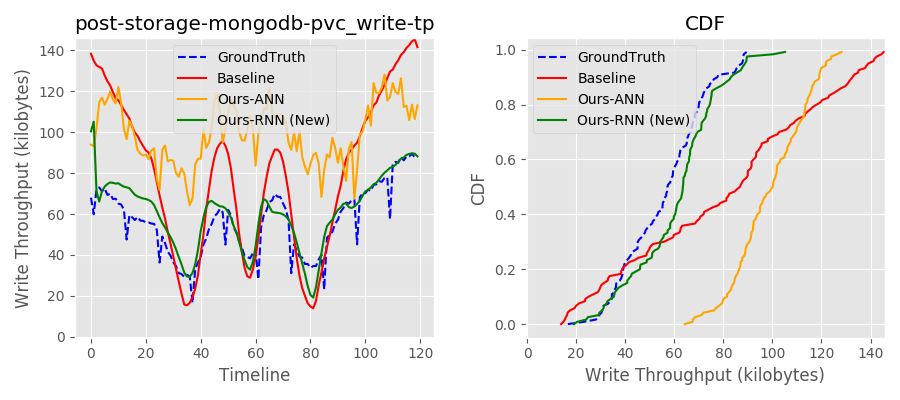 post-storage-mongodb-pvc_write-tp
Write Throughput (kilobytes)
140
120
100
80
60
40
20
0
GroundTruth
Baseline
Ours-ANN
Ours-RNN (New)
0 20 40 60 80 100 120
Timeline
CDF
CDF
1.0
0.8
0.6
0.4
0.2
0.0
GroundTruth
Baseline
Ours-ANN
Ours-RNN (New)
0 20 40 60 80 100 120 140
Write Throughput (kilobytes)